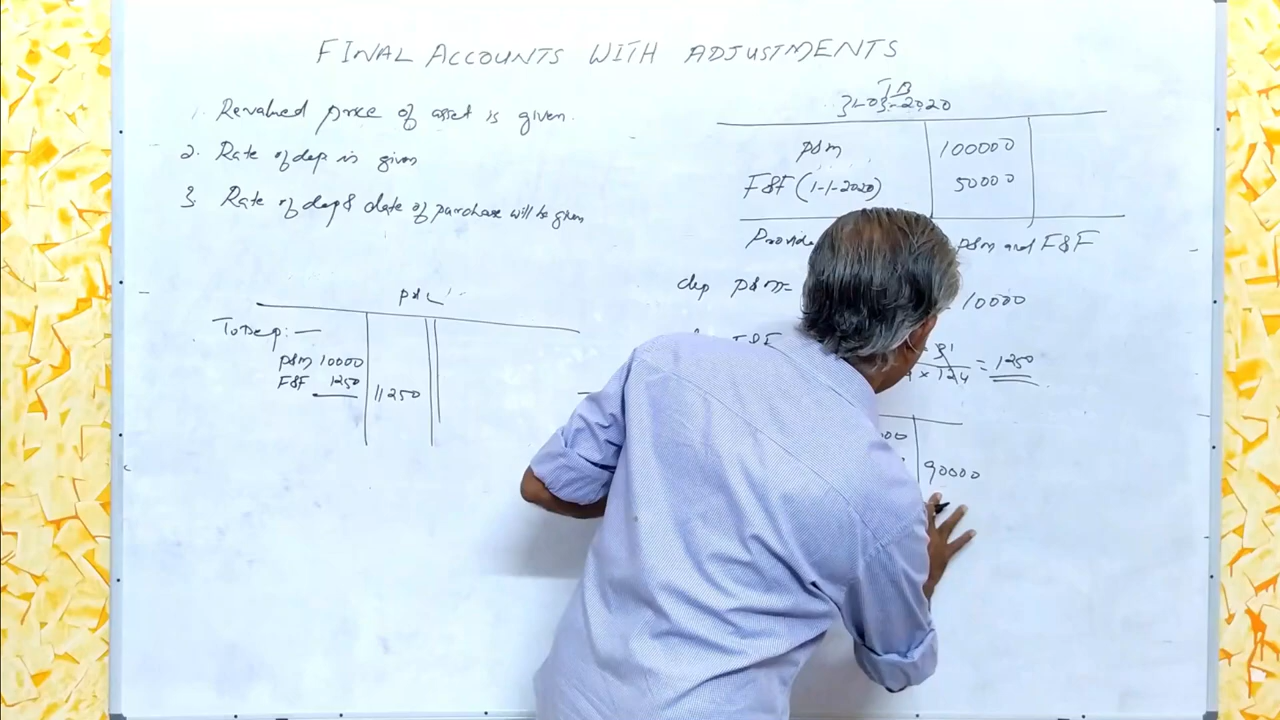 FINAL ACCOUNTS WITH ADJUSTMENTS
1. Revalued price of asset is given.
2. Rate of dep is given
3. Rate of dep & date of purchase will be given
TB
31-03-2020
P&M 100000
F&F (1-1-2020) 50000
Provide P&M and F&F
dep P&M= 10000
= 1250
P&L
To Dep: —
P&M 10000
F&F 1250 11250
90000